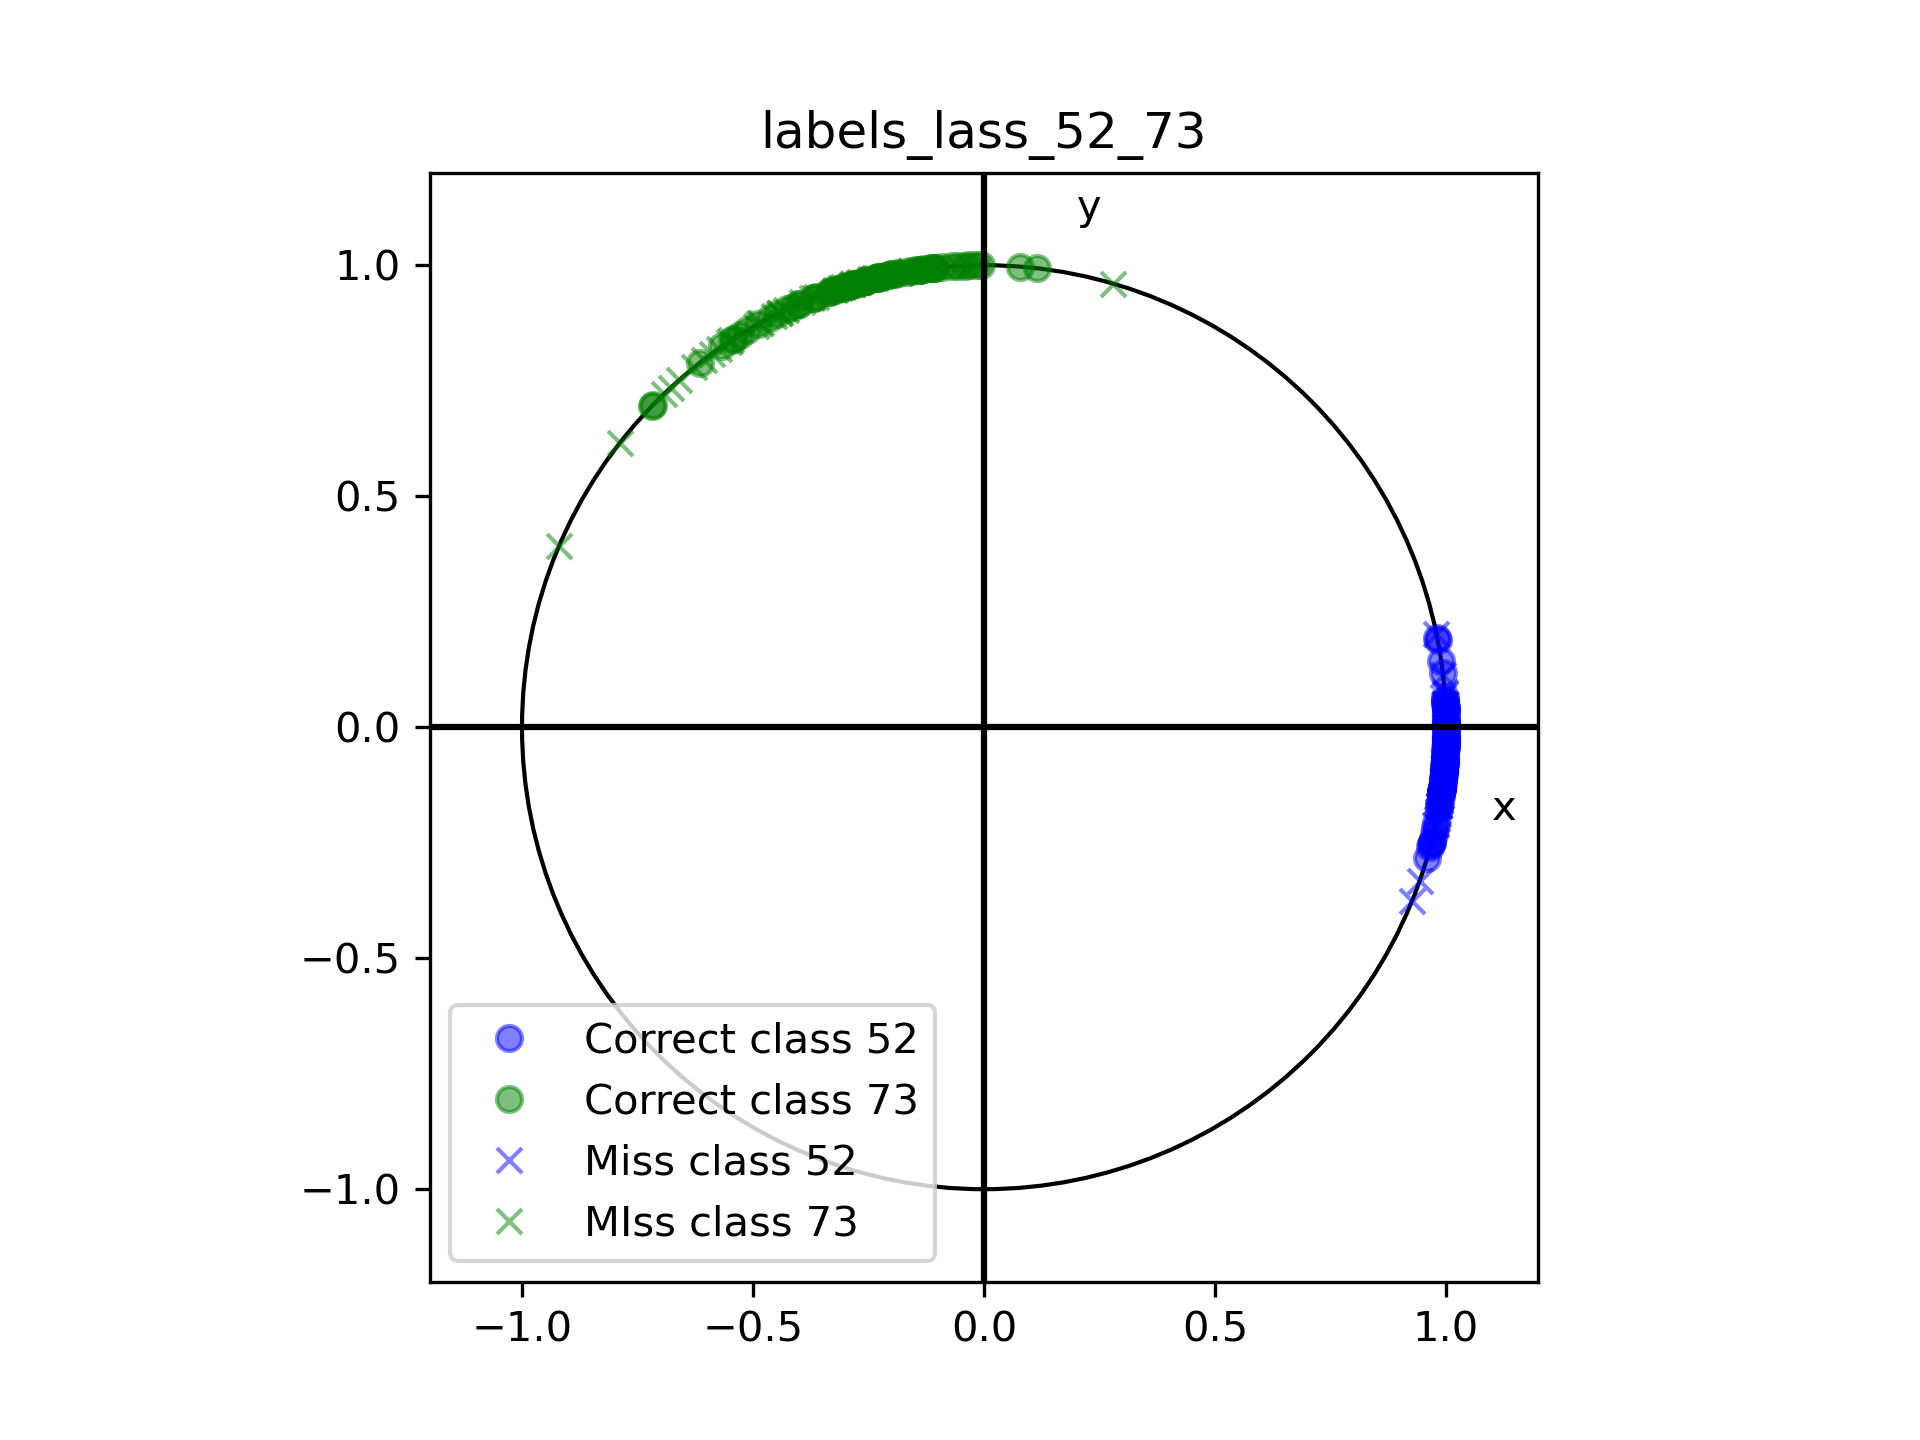 labels_lass_52_73
y
1.0
0.5
0.0
x
−0.5
−1.0
Correct class 52
Correct class 73
Miss class 52
MIss class 73
−1.0 −0.5 0.0 0.5 1.0